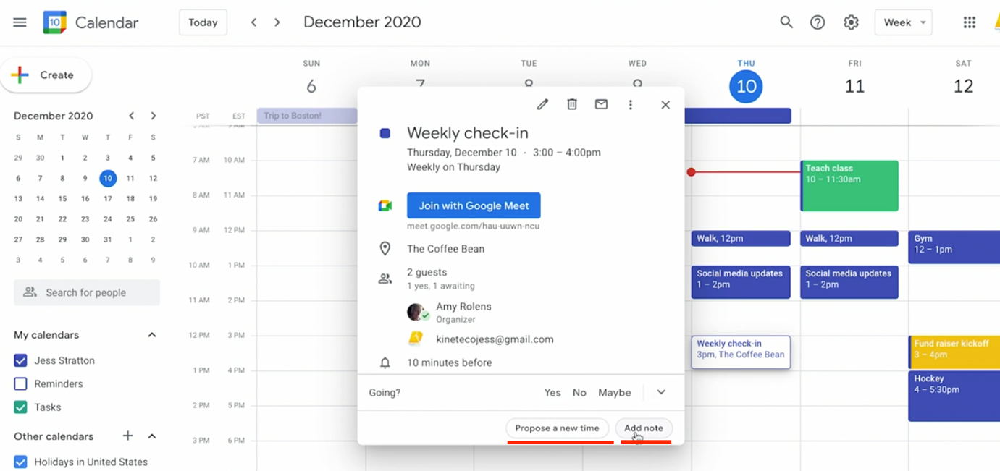 10 Calendar Today December 2020 Week
Create
SUN MON TUE WED THU FRI SAT
6 7 8 9 10 11 12
December 2020
S M T W T F S
29 30 1 2 3 4 5
6 7 8 9 10 11 12
13 14 15 16 17 18 19
20 21 22 23 24 25 26
27 28 29 30 31 1 2
3 4 5 6 7 8 9
Search for people
My calendars
Jess Stratton
Reminders
Tasks
Other calendars
Holidays in United States
PST EST
Trip to Boston!
7 AM 10 AM
8 AM 11 AM
9 AM 12 PM
10 AM 1 PM
11 AM 2 PM
12 PM 3 PM
1 PM 4 PM
2 PM 5 PM
3 PM 6 PM
Weekly check-in
Thursday, December 10 · 3:00 – 4:00pm
Weekly on Thursday
Join with Google Meet
meet.google.com/hau-uuwn-ncu
The Coffee Bean
2 guests
1 yes, 1 awaiting
Amy Rolens
Organizer
kinetecojess@gmail.com
10 minutes before
Going? Yes No Maybe
Propose a new time Add note
Walk, 12pm
Social media updates
1 – 2pm
Weekly check-in
3pm, The Coffee Bean
Teach class
10 – 11:30am
Walk, 12pm
Social media updates
1 – 2pm
Gym
12 – 1pm
Fund raiser kickoff
3 – 4pm
Hockey
4 – 5:30pm